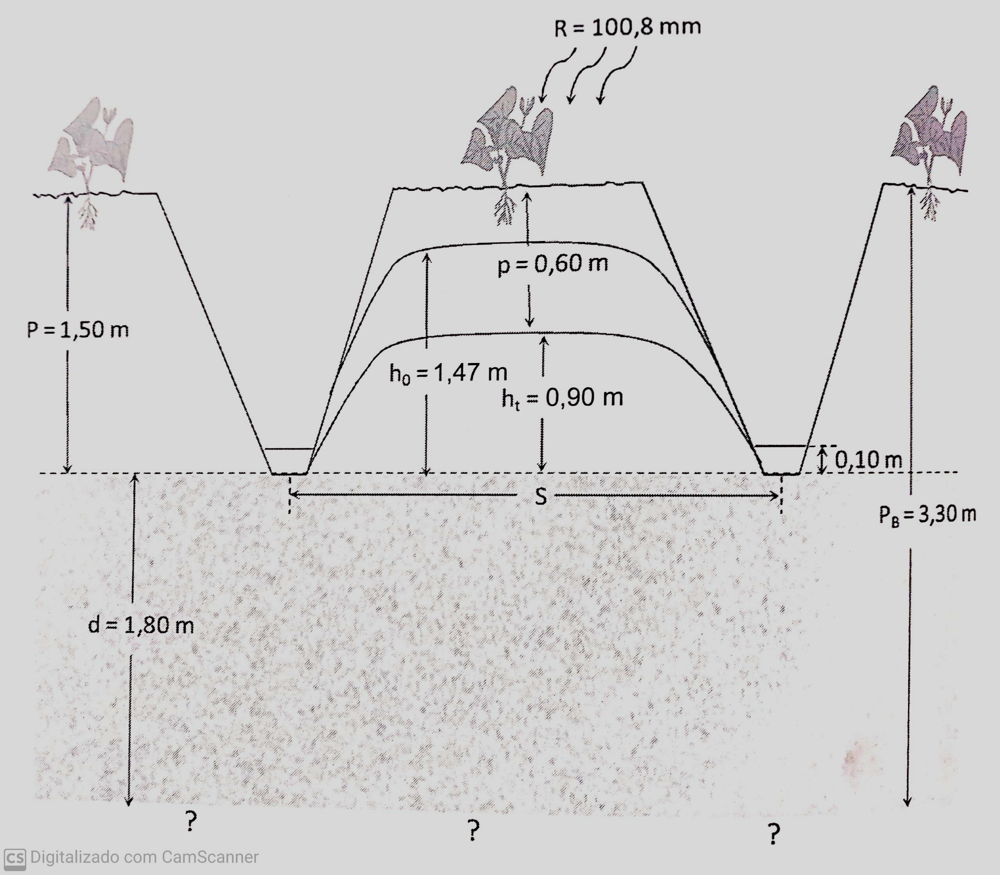 R = 100,8 mm
p = 0,60 m
P = 1,50 m
h₀ = 1,47 m
hₜ = 0,90 m
0,10 m
S
P_B = 3,30 m
d = 1,80 m
?
?
?
CS Digitalizado com CamScanner